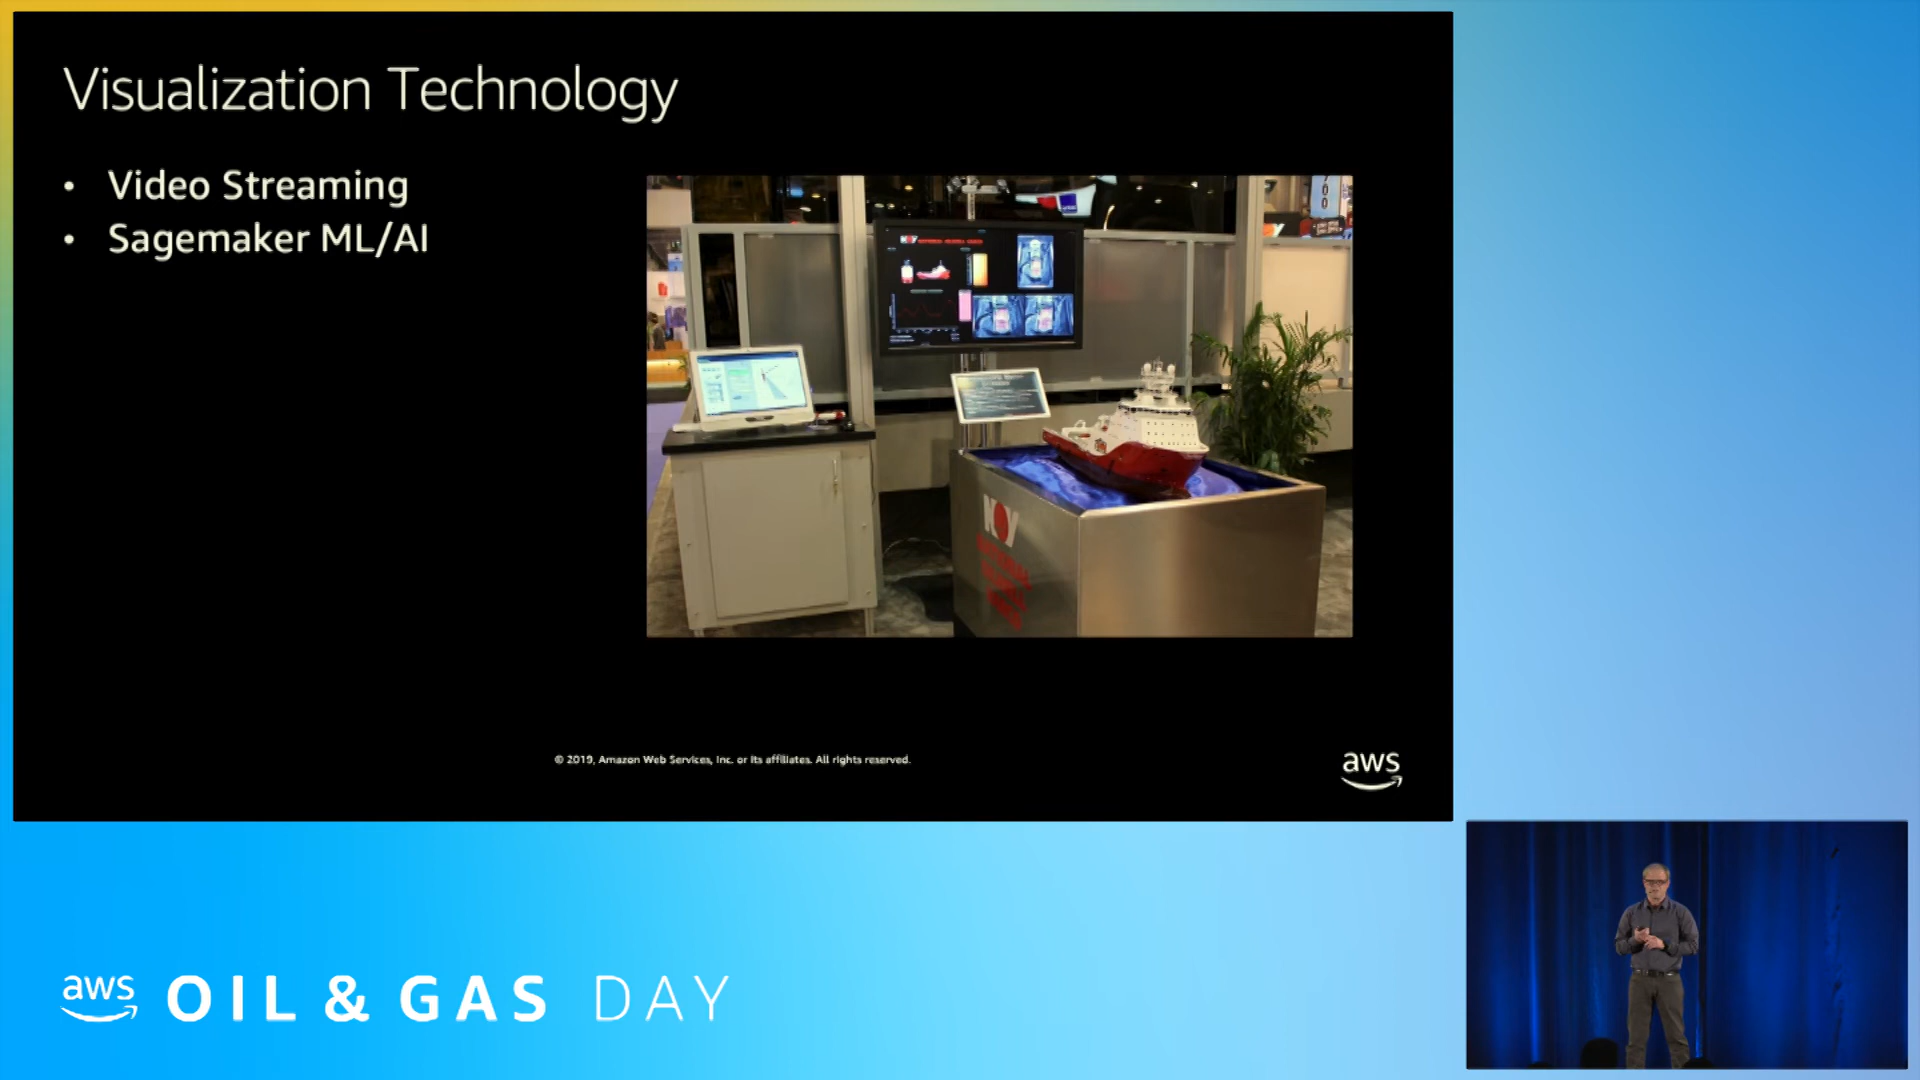 Visualization Technology
• Video Streaming
• Sagemaker ML/AI
NOV
© 2019, Amazon Web Services, Inc. or its affiliates. All rights reserved.
aws
aws OIL & GAS DAY